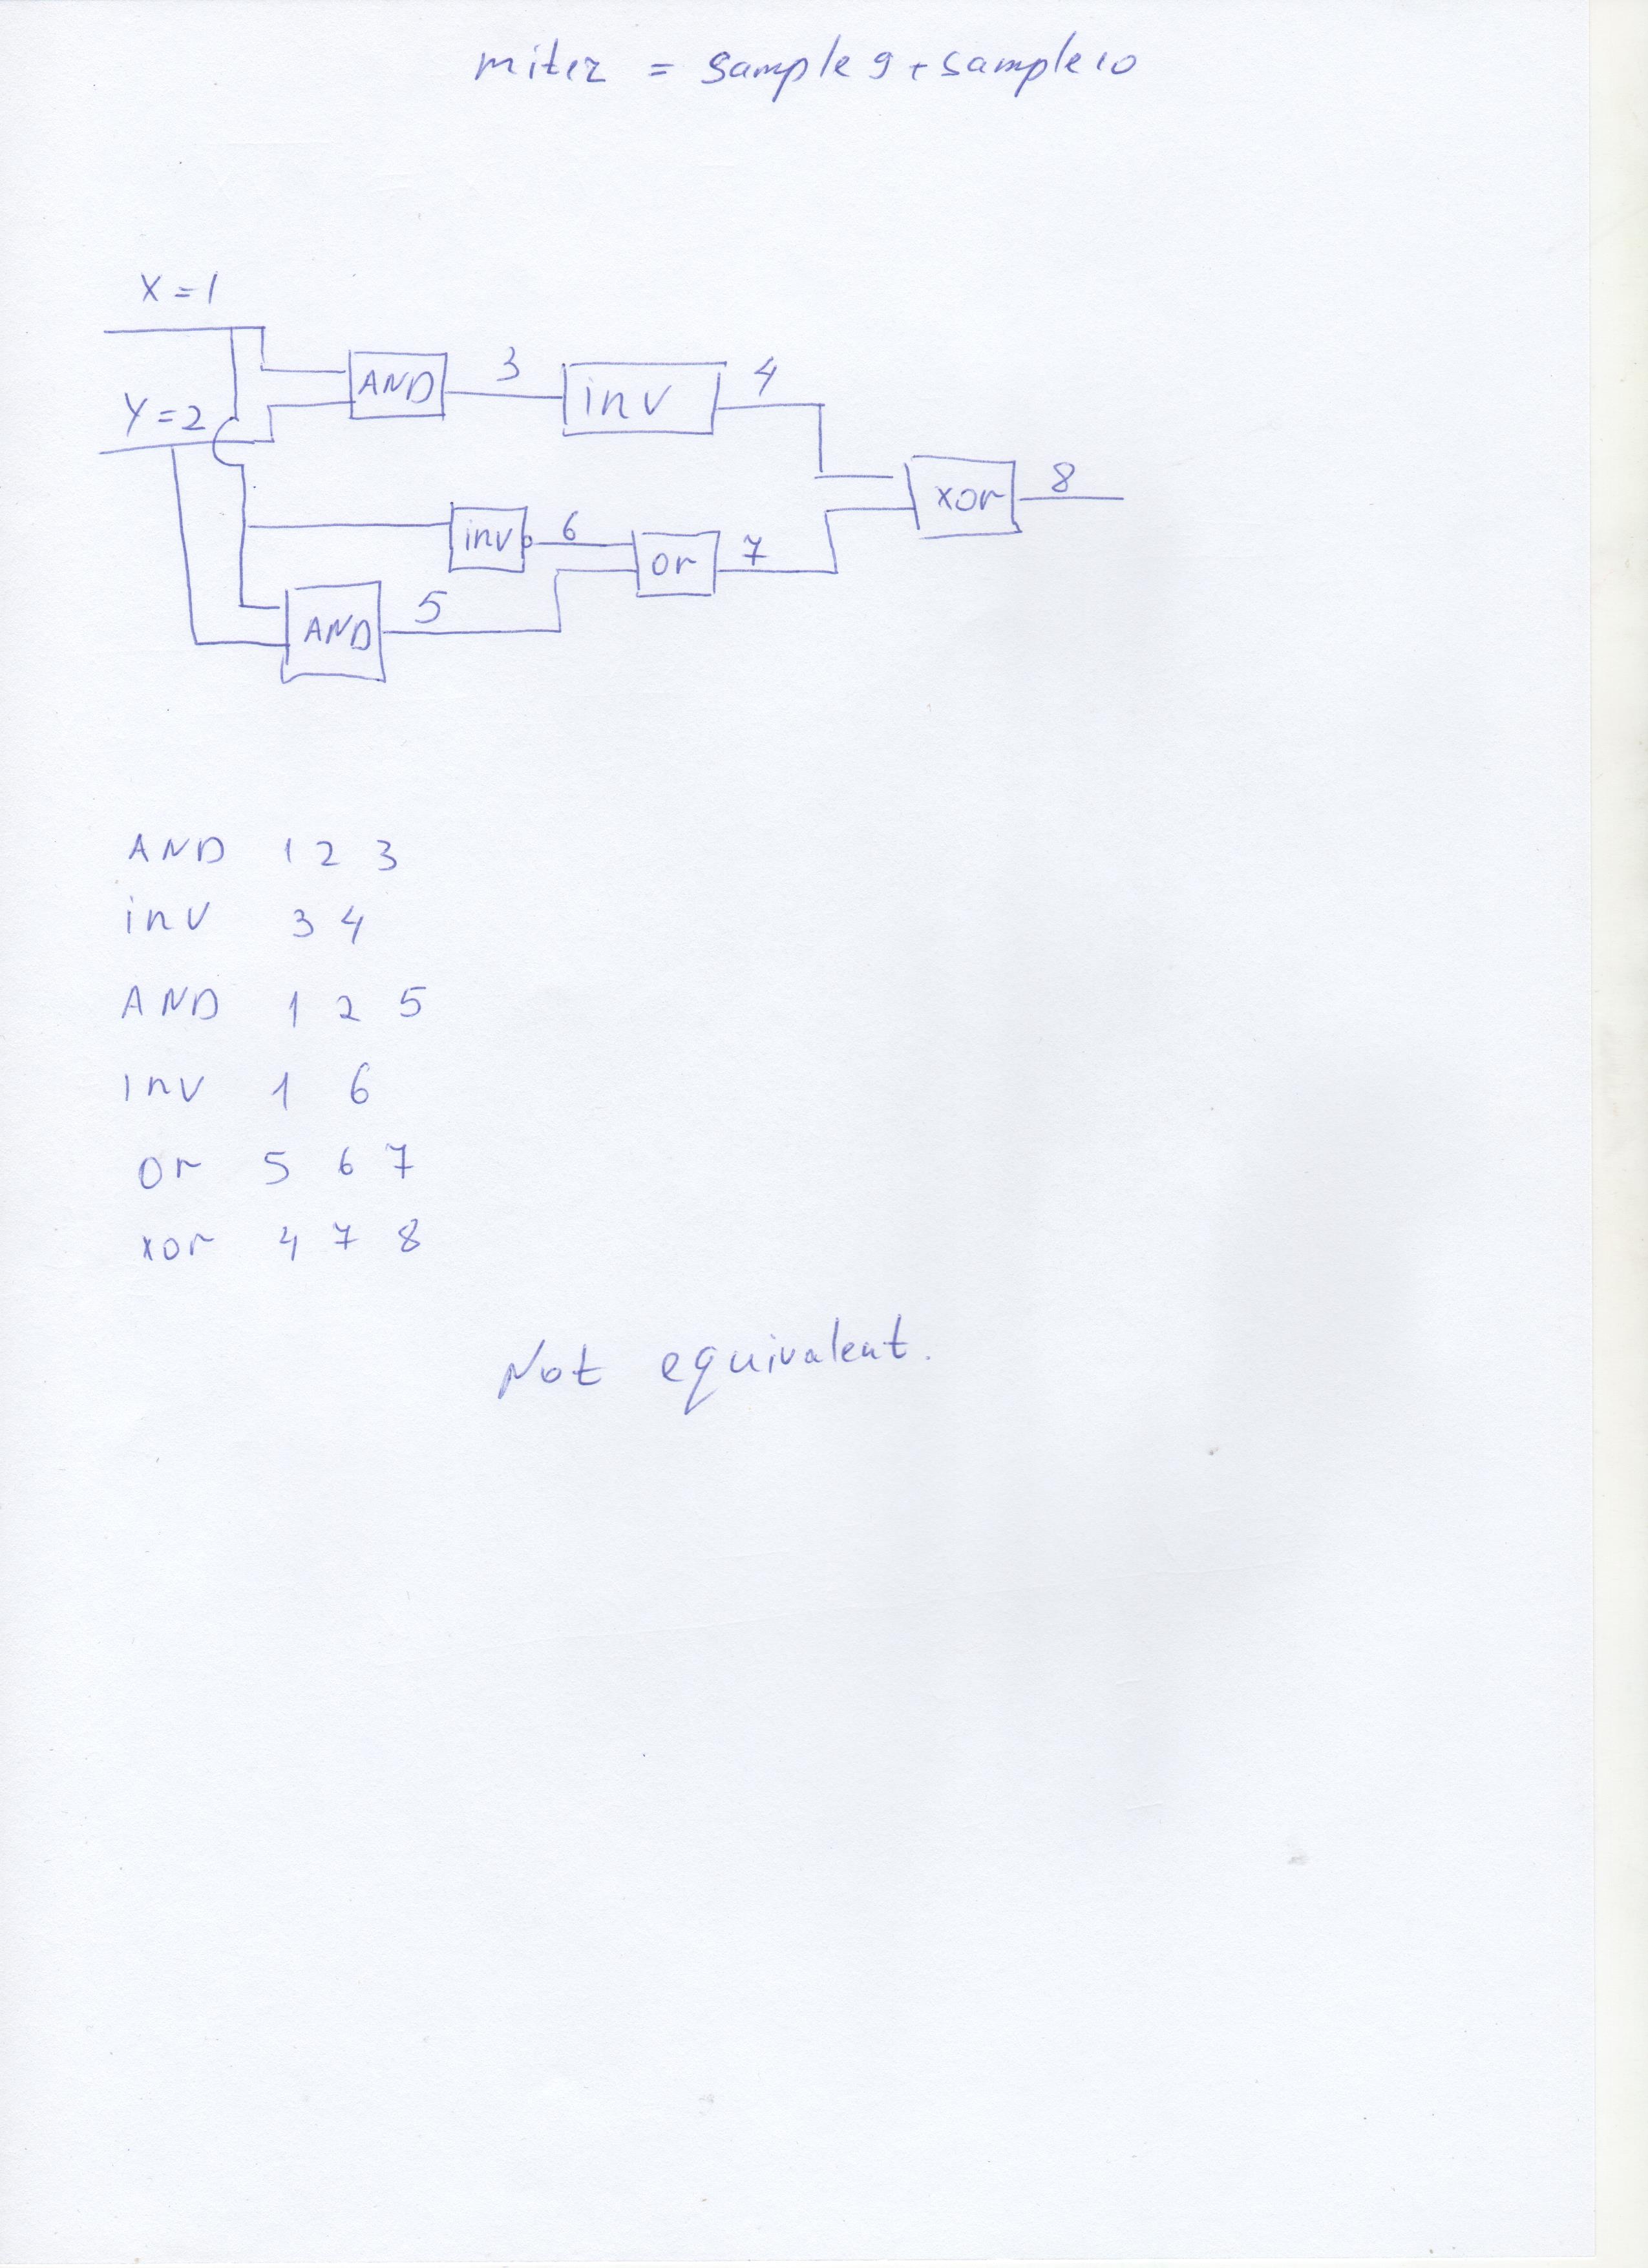 miter = sample 9 + sample 10
X = 1
Y = 2
AND 3 inv 4
xor 8
inv 6 or 7
AND 5
AND 1 2 3
inv 3 4
AND 1 2 5
inv 1 6
or 5 6 7
xor 4 7 8
Not equivalent.